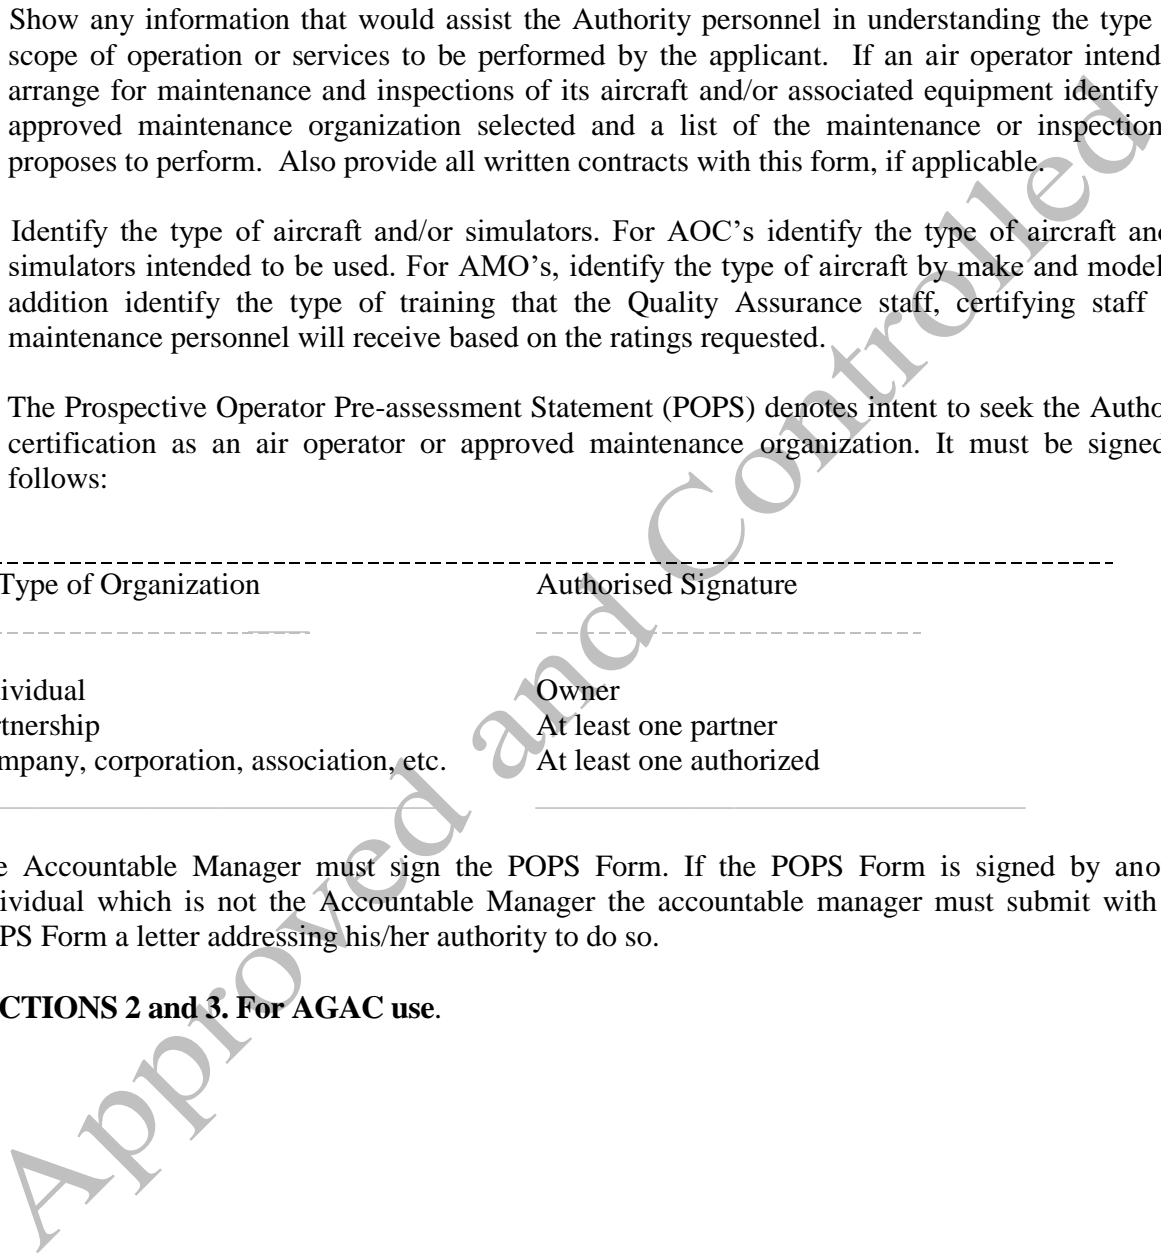 Show any information that would assist the Authority personnel in understanding the type
scope of operation or services to be performed by the applicant. If an air operator intend
arrange for maintenance and inspections of its aircraft and/or associated equipment identify
approved maintenance organization selected and a list of the maintenance or inspection
proposes to perform. Also provide all written contracts with this form, if applicable.
Identify the type of aircraft and/or simulators. For AOC's identify the type of aircraft and
simulators intended to be used. For AMO's, identify the type of aircraft by make and model
addition identify the type of training that the Quality Assurance staff, certifying staff
maintenance personnel will receive based on the ratings requested.
The Prospective Operator Pre-assessment Statement (POPS) denotes intent to seek the Autho
certification as an air operator or approved maintenance organization. It must be signed
follows:
Type of Organization Authorised Signature
ividual Owner
tnership At least one partner
mpany, corporation, association, etc. At least one authorized
e Accountable Manager must sign the POPS Form. If the POPS Form is signed by ano
ividual which is not the Accountable Manager the accountable manager must submit with
PS Form a letter addressing his/her authority to do so.
CTIONS 2 and 3. For AGAC use.
Approved and Controlled